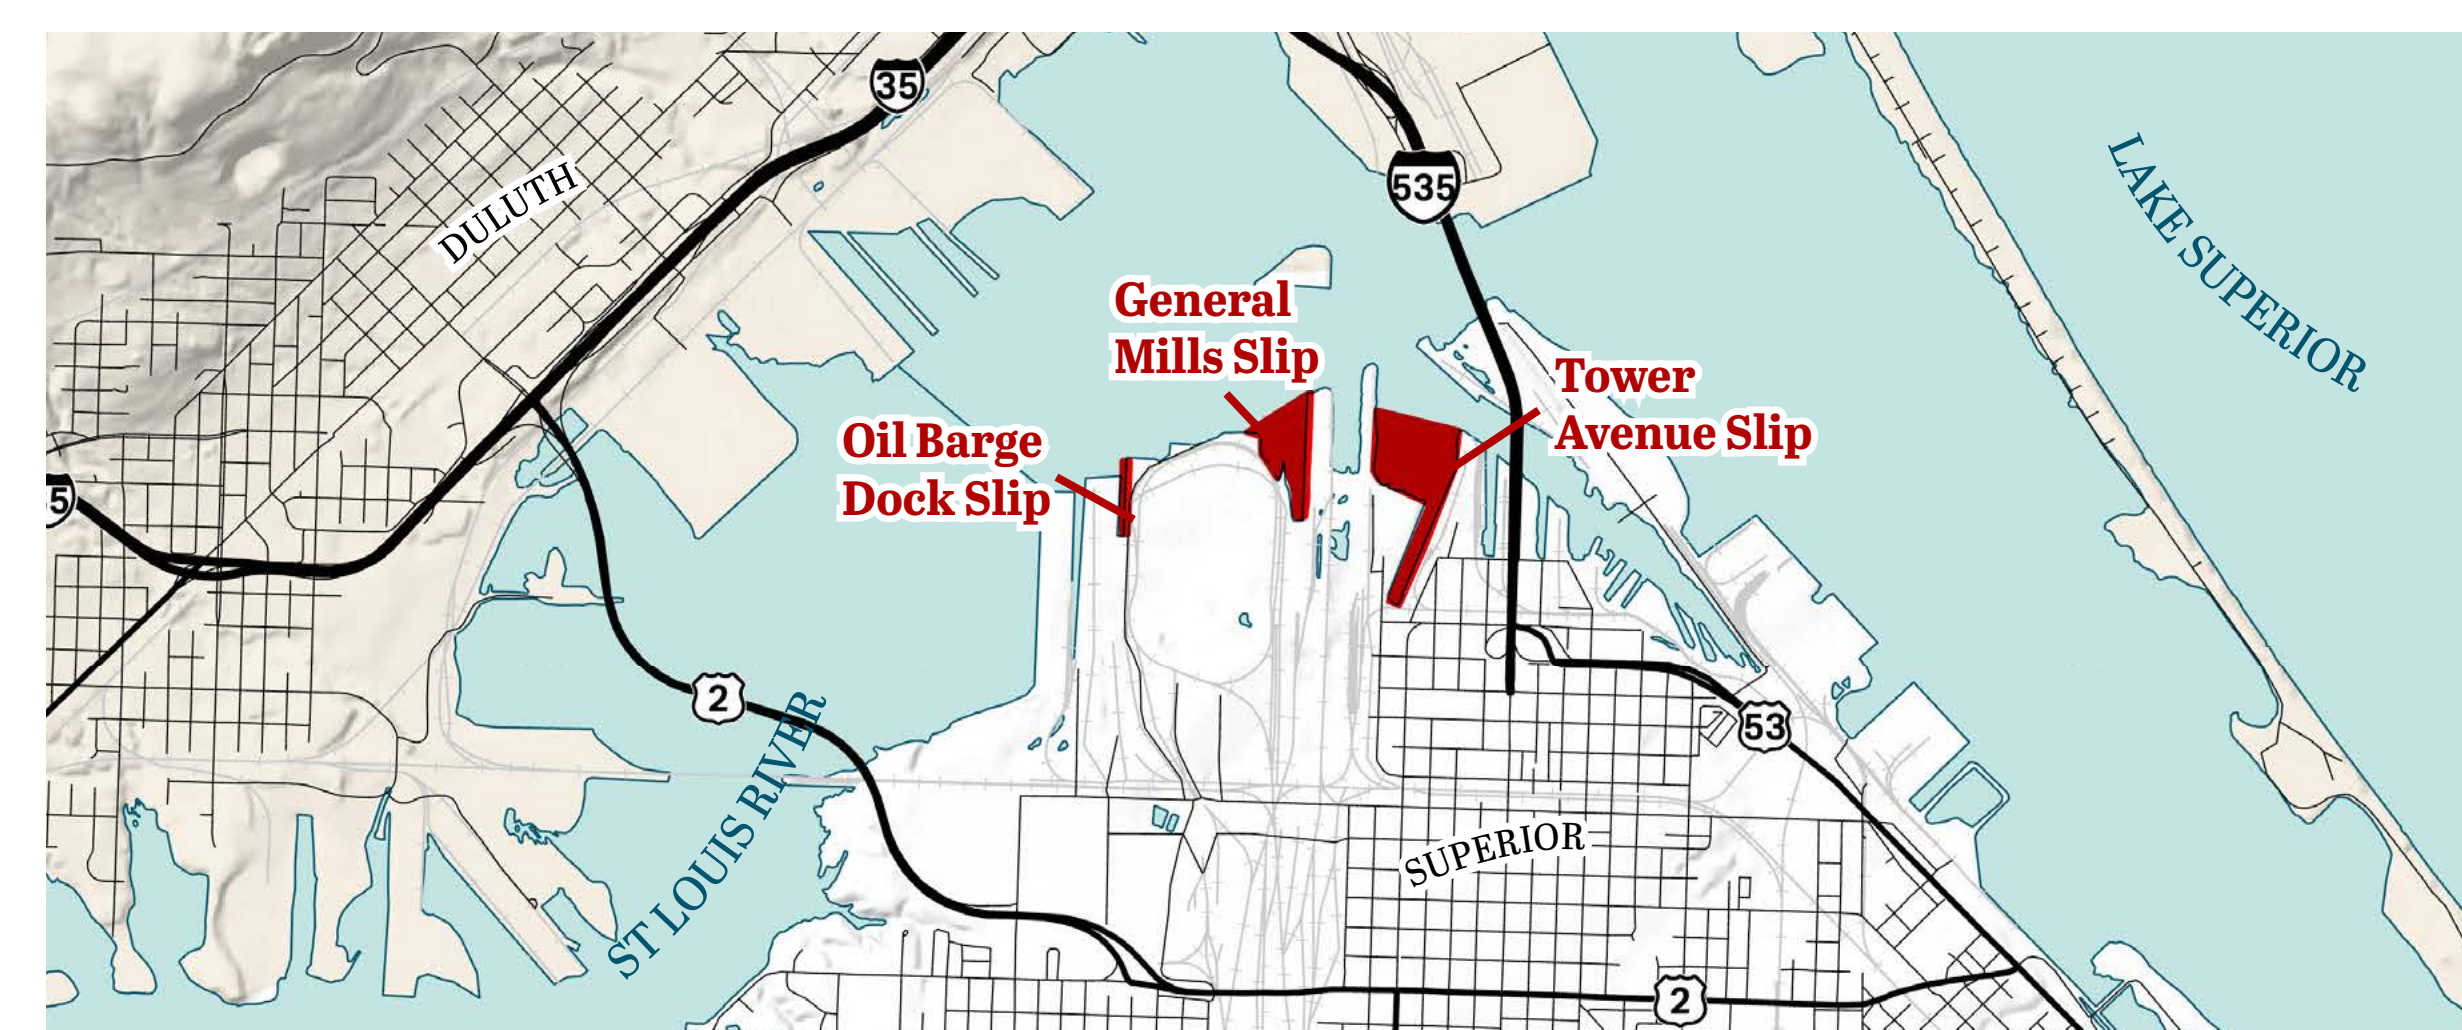 35
535
DULUTH
LAKE SUPERIOR
General
Mills Slip
Tower
Avenue Slip
Oil Barge
Dock Slip
5
2
53
ST LOUIS RIVER
SUPERIOR
2